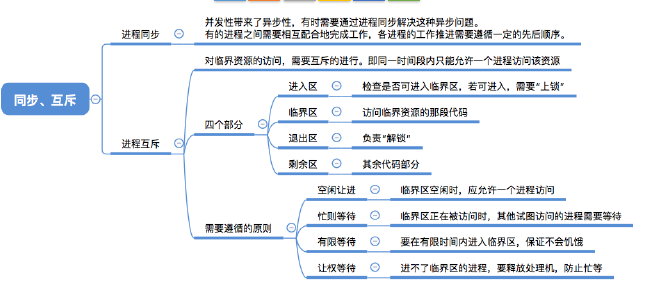 同步、互斥
进程同步
并发性带来了异步性，有时需要通过进程同步解决这种异步问题。
有的进程之间需要相互配合地完成工作，各进程的工作推进需要遵循一定的先后顺序。
进程互斥
对临界资源的访问，需要互斥的进行。即同一时间段内只能允许一个进程访问该资源
四个部分
进入区
检查是否可进入临界区，若可进入，需要“上锁”
临界区
访问临界资源的那段代码
退出区
负责“解锁”
剩余区
其余代码部分
需要遵循的原则
空闲让进
临界区空闲时，应允许一个进程访问
忙则等待
临界区正在被访问时，其他试图访问的进程需要等待
有限等待
要在有限时间内进入临界区，保证不会饥饿
让权等待
进不了临界区的进程，要释放处理机，防止忙等